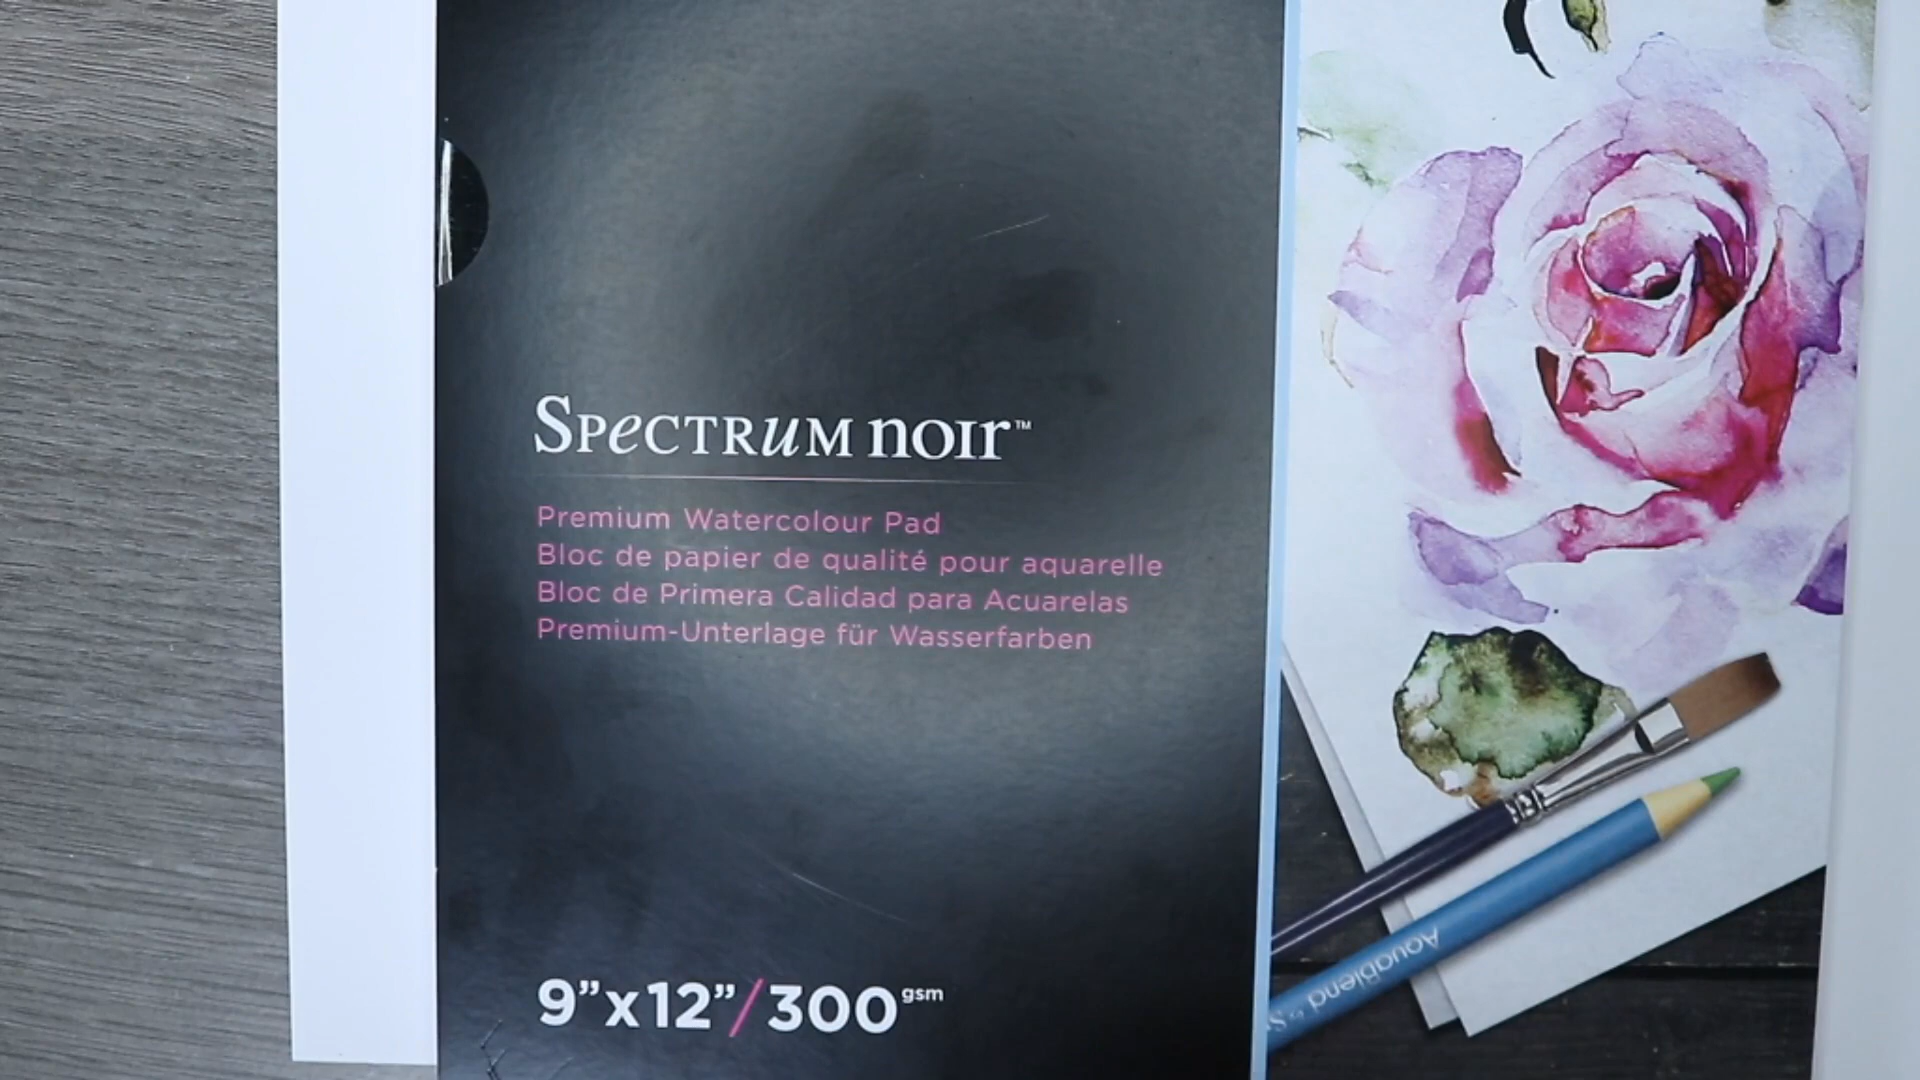 SPeCTRuM noir™
Premium Watercolour Pad
Bloc de papier de qualité pour aquarelle
Bloc de Primera Calidad para Acuarelas
Premium-Unterlage für Wasserfarben
9”x12”/300gsm
AquaBlend